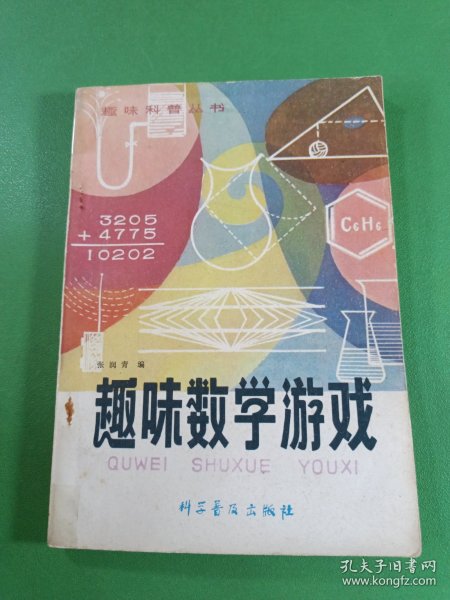 趣味科普丛书
3205
+ 4775
10202
C6H6
张润青 编
趣味数学游戏
QUWEI SHUXUE YOUXI
科学普及出版社
孔夫子旧书网
www.kongfz.com